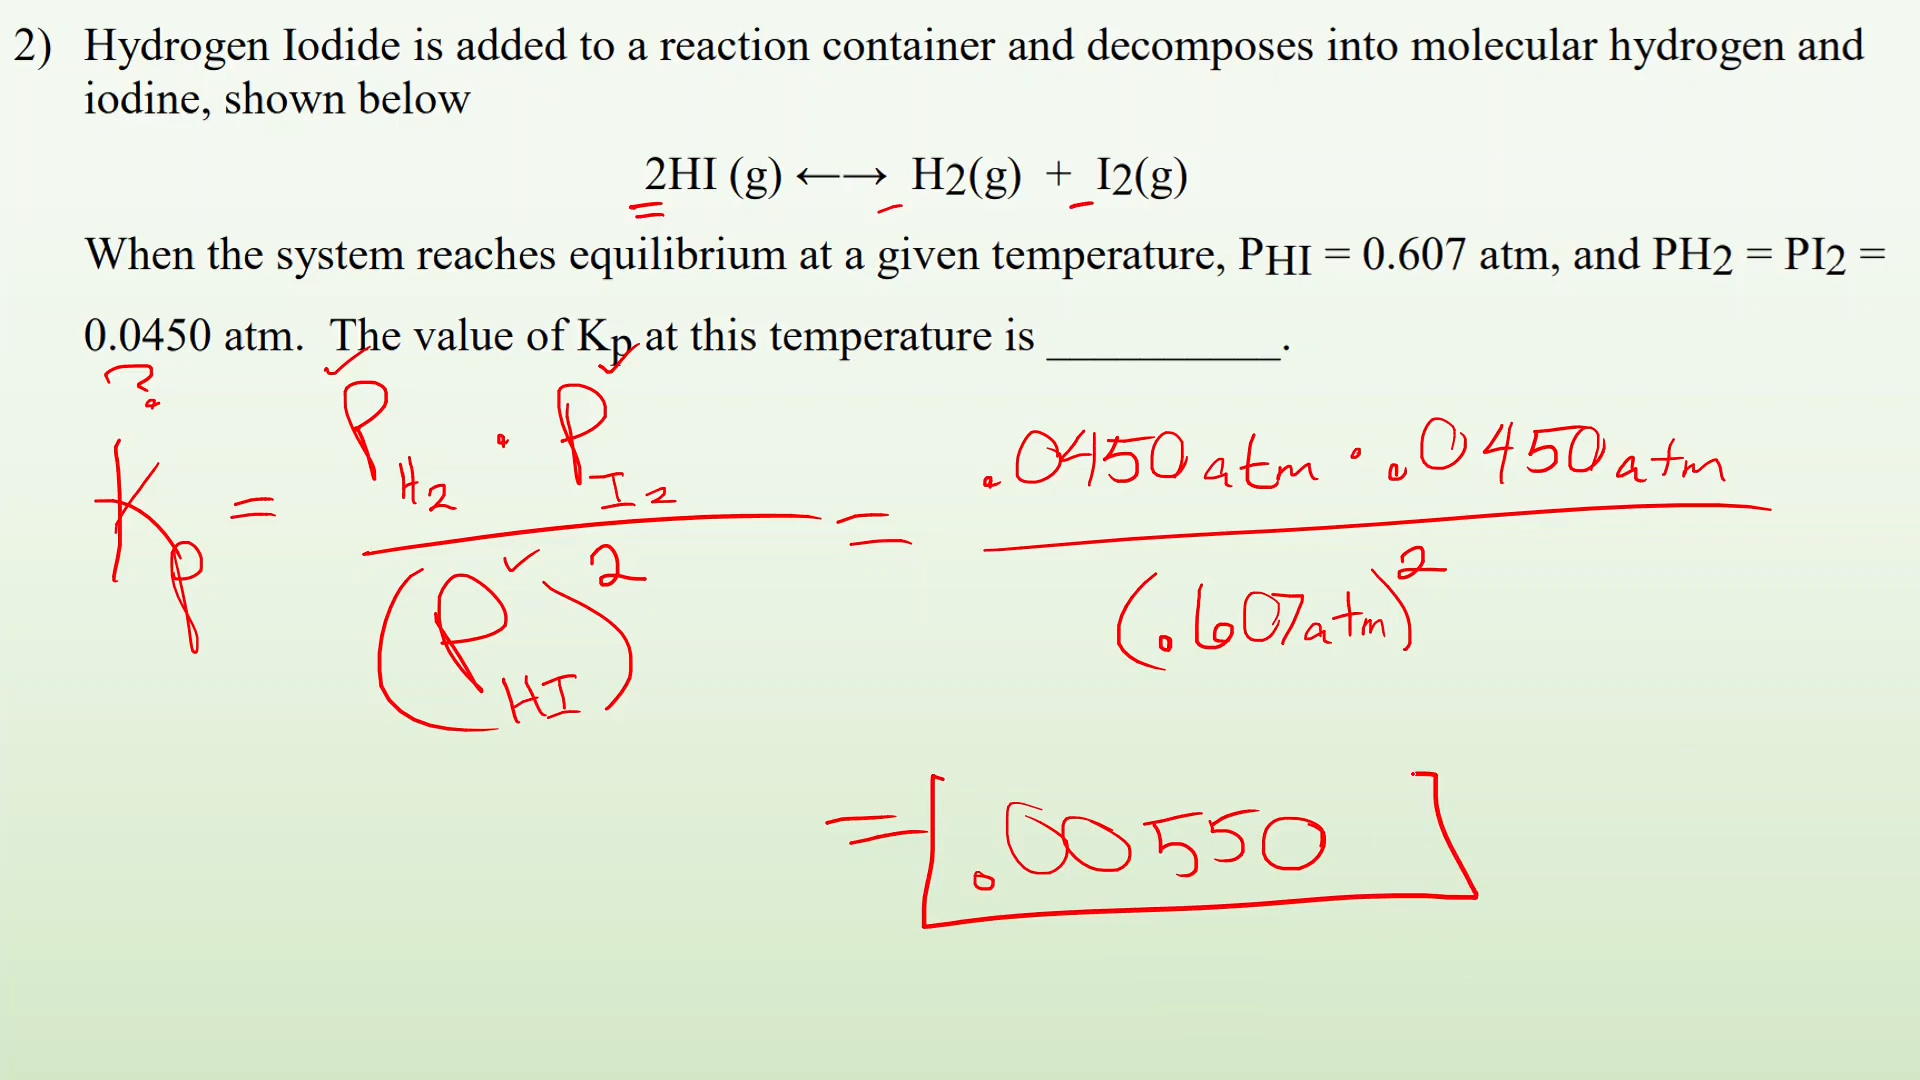 2) Hydrogen Iodide is added to a reaction container and decomposes into molecular hydrogen and
iodine, shown below
2HI (g) ←→ H2(g) + I2(g)
When the system reaches equilibrium at a given temperature, PHI = 0.607 atm, and PH2 = PI2 =
0.0450 atm. The value of Kp at this temperature is __________.
?
Kp = PH2 · PI2 / (PHI)2 = .0450 atm · .0450 atm / (.607 atm)2
= .00550